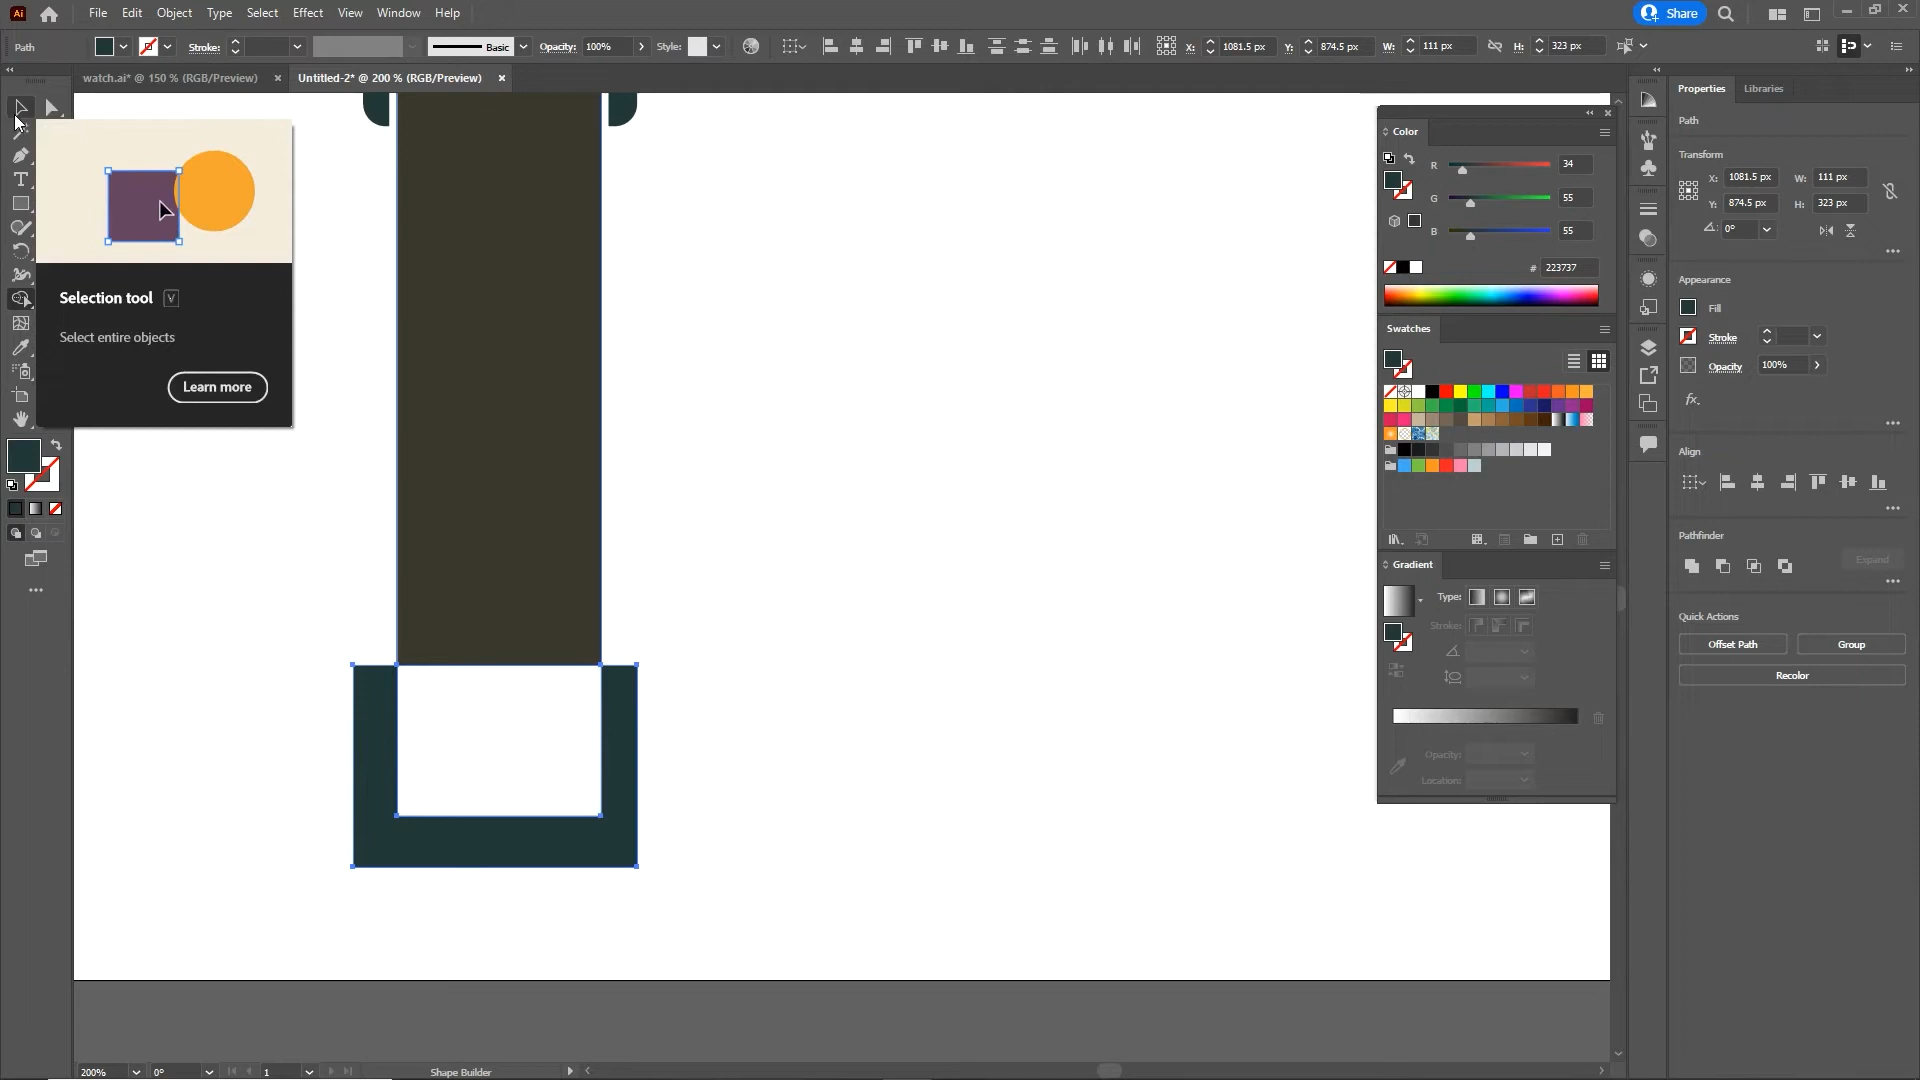 Ai File Edit Object Type Select Effect View Window Help Share
Path Stroke: Basic Opacity: 100% Style: X: 1081.5 px Y: 874.5 px W: 111 px H: 323 px
watch.ai* @ 150 % (RGB/Preview) × Untitled-2* @ 200 % (RGB/Preview) ×
Selection tool V
Select entire objects
Learn more
T
Color
R 34
G 55
B 55
# 223737
Swatches
Gradient
Type:
Stroke:
Opacity:
Location:
Properties Libraries
Path
Transform
X: 1081.5 px W: 111 px
Y: 874.5 px H: 323 px
0°
Appearance
Fill
Stroke
Opacity 100%
fx.
Align
Pathfinder
Expand
Quick Actions
Offset Path Group
Recolor
200% 0° 1 Shape Builder